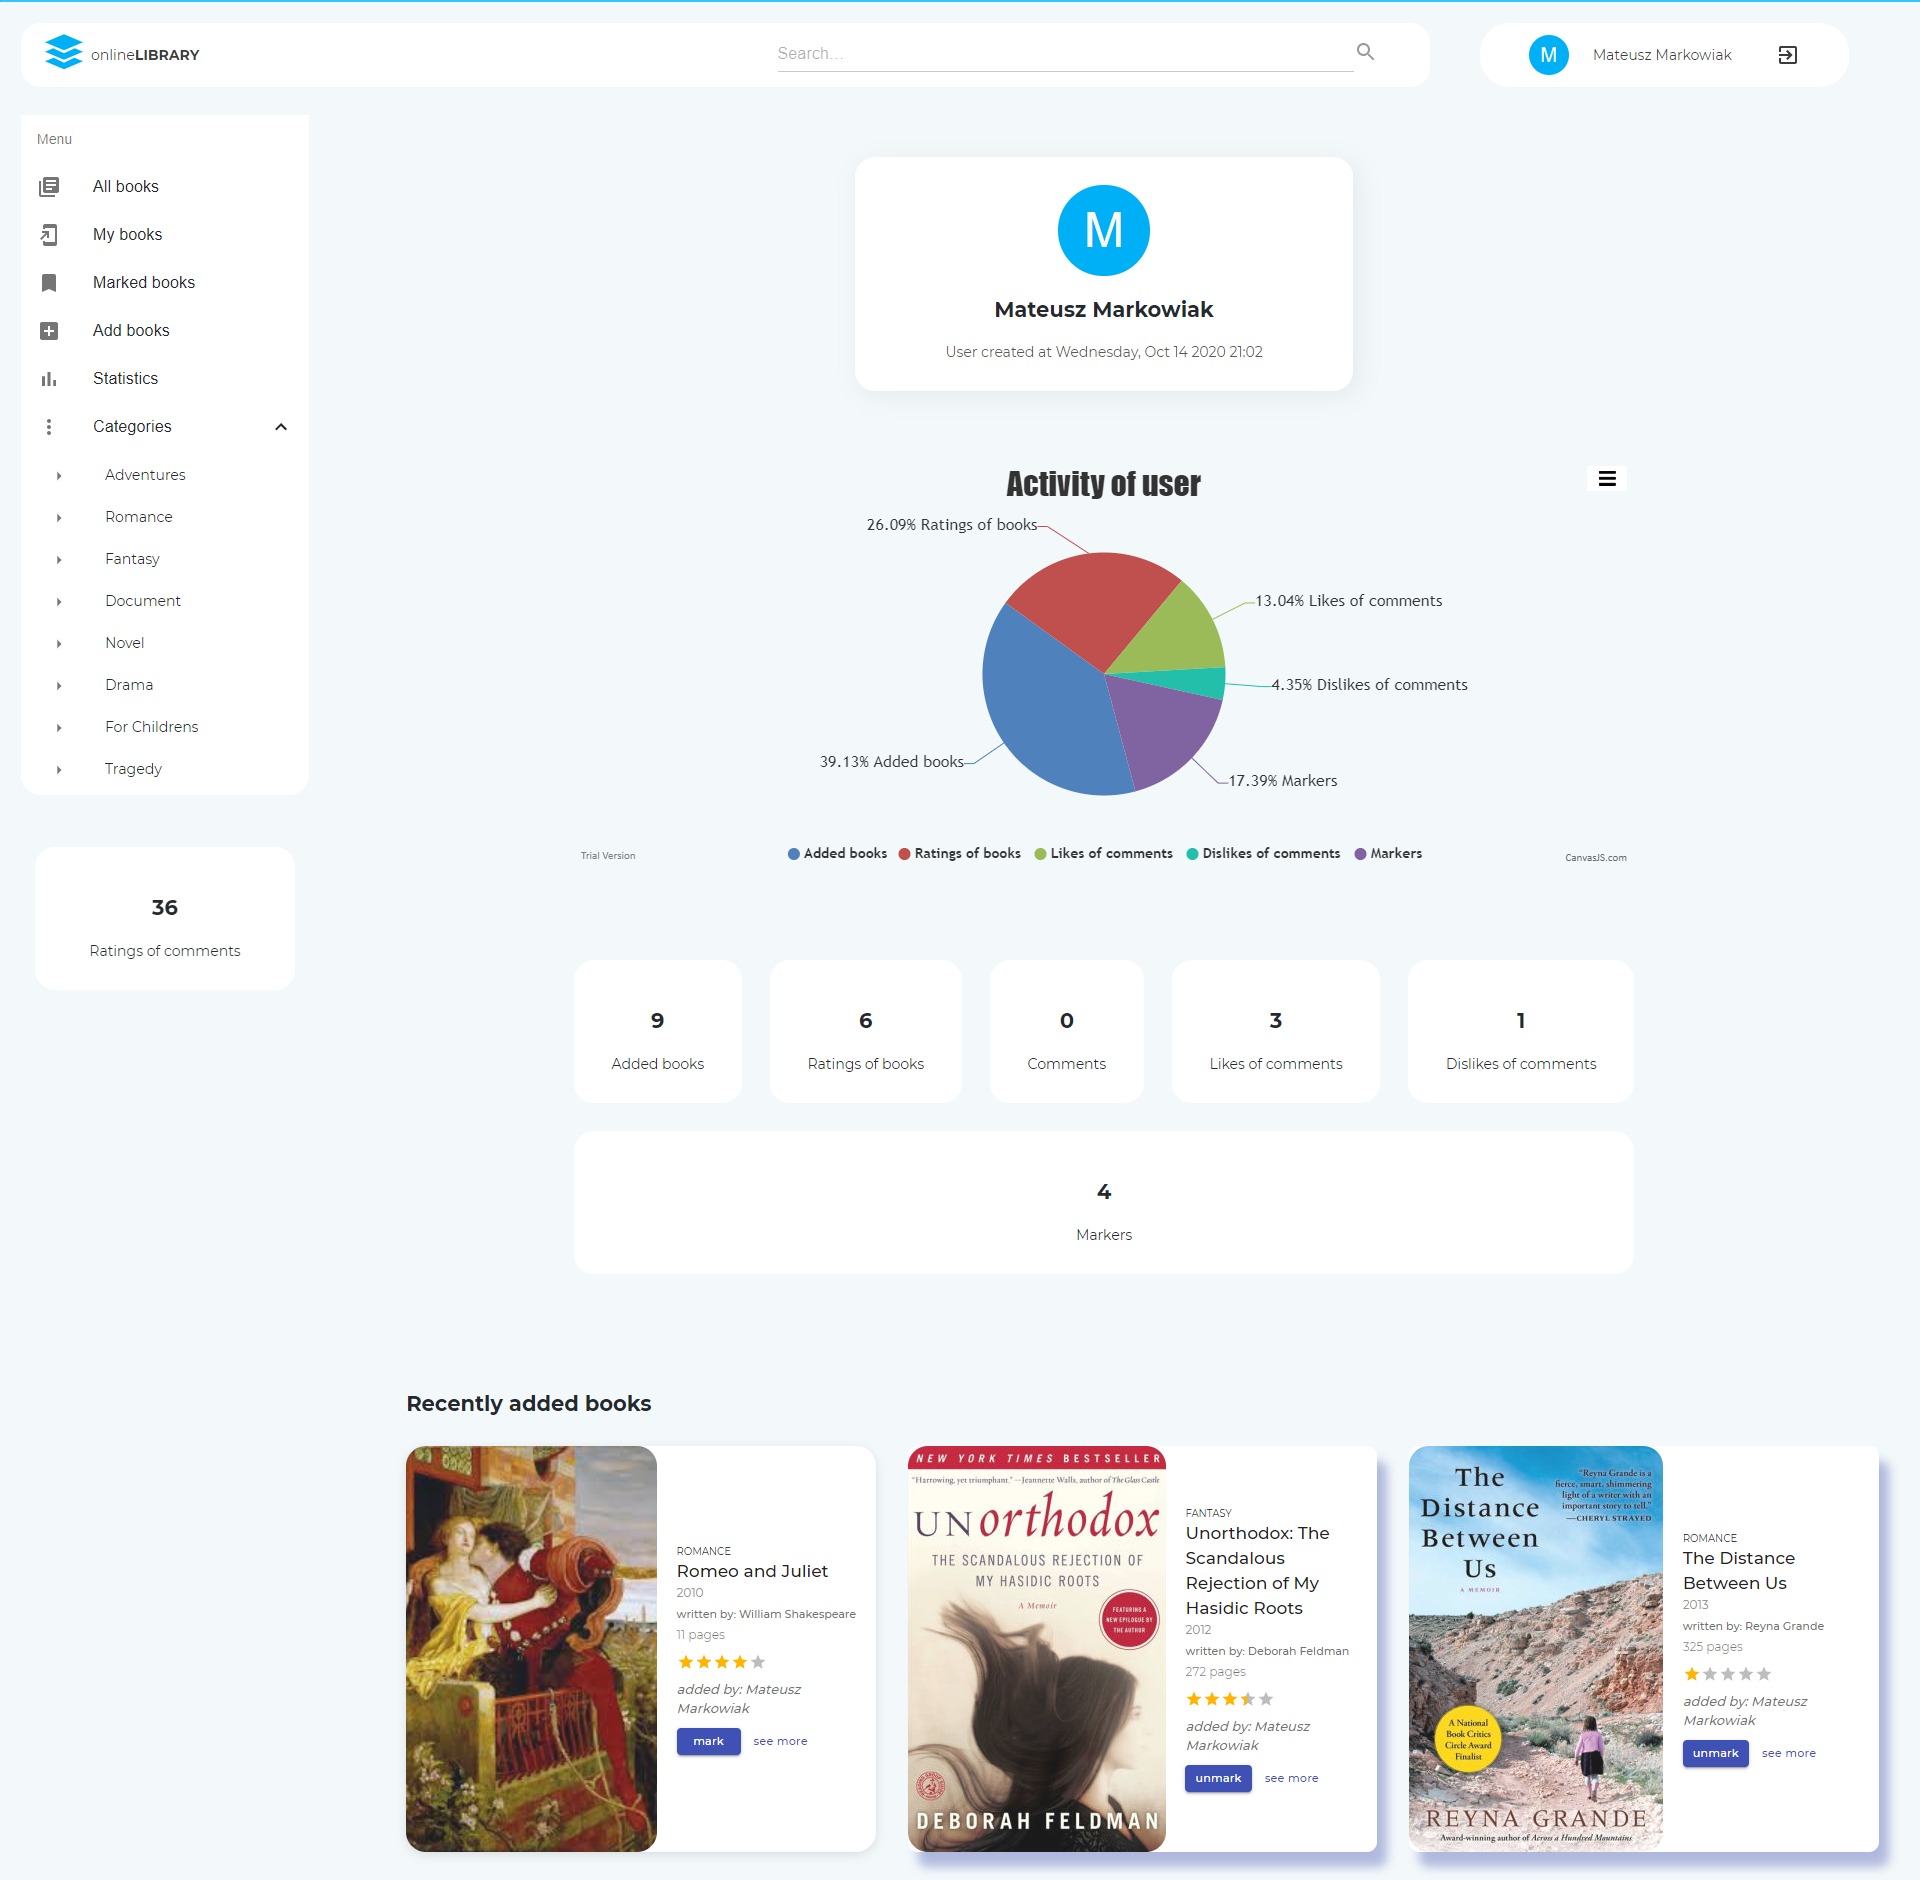 onlineLIBRARY
Search...
M
Mateusz Markowiak
Menu
All books
My books
Marked books
Add books
Statistics
Categories
Adventures
Romance
Fantasy
Document
Novel
Drama
For Childrens
Tragedy
36
Ratings of comments
M
Mateusz Markowiak
User created at Wednesday, Oct 14 2020 21:02
Activity of user
26.09% Ratings of books
13.04% Likes of comments
4.35% Dislikes of comments
39.13% Added books
17.39% Markers
Trial Version
Added books
Ratings of books
Likes of comments
Dislikes of comments
Markers
CanvasJS.com
9
Added books
6
Ratings of books
0
Comments
3
Likes of comments
1
Dislikes of comments
4
Markers
Recently added books
ROMANCE
Romeo and Juliet
2010
written by: William Shakespeare
11 pages
added by: Mateusz
Markowiak
mark
see more
NEW YORK TIMES BESTSELLER
"Harrowing, yet triumphant." —Jeannette Walls, author of The Glass Castle
UNorthodox
THE SCANDALOUS REJECTION OF
MY HASIDIC ROOTS
A Memoir
FEATURING A
NEW EPILOGUE BY
THE AUTHOR
DEBORAH FELDMAN
FANTASY
Unorthodox: The
Scandalous
Rejection of My
Hasidic Roots
2012
written by: Deborah Feldman
272 pages
added by: Mateusz
Markowiak
unmark
see more
The
Distance
Between
Us
A MEMOIR
"Reyna Grande is a
fierce, smart, shimmering
light of a writer with an
important story to tell."
—CHERYL STRAYED
A National
Book Critics
Circle Award
Finalist
REYNA GRANDE
Award-winning author of Across a Hundred Mountains
ROMANCE
The Distance
Between Us
2013
written by: Reyna Grande
325 pages
added by: Mateusz
Markowiak
unmark
see more